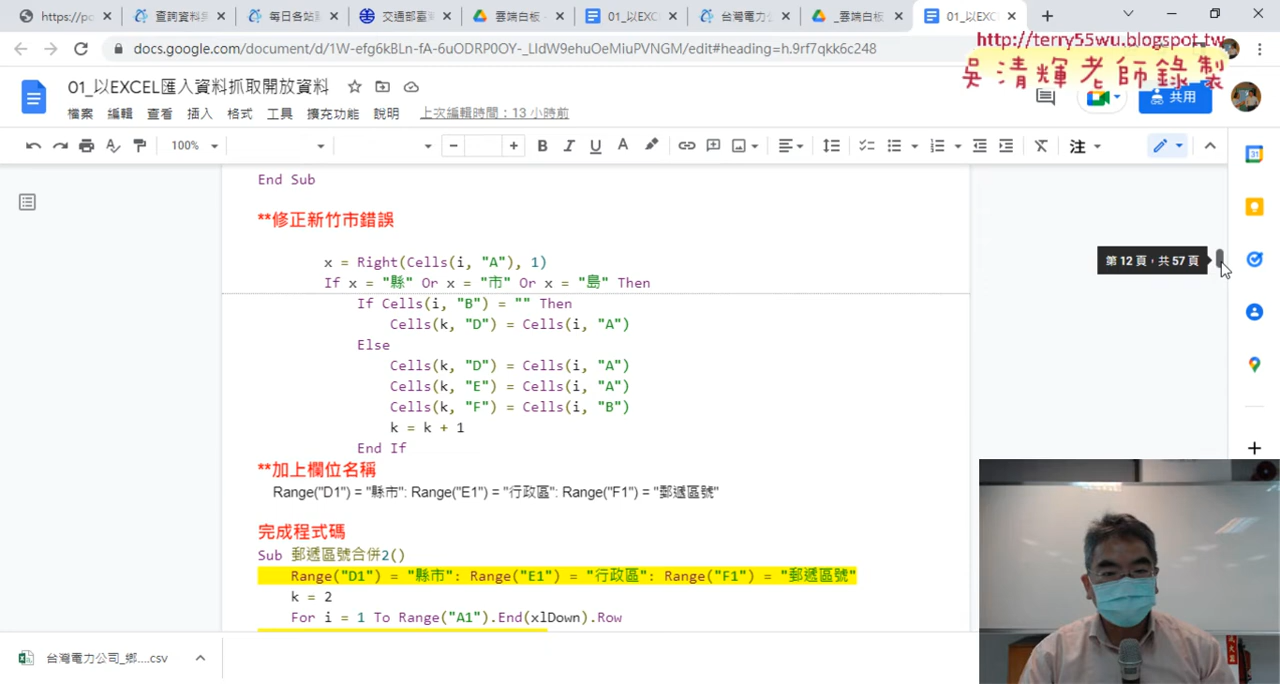 https://po
查詢資料
每日各站
交通部
雲端白板 -
01_以EXC
台灣電力公
_雲端白板
01_以EXC
docs.google.com/document/d/1W-efg6kBLn-fA-6uODRP0OY-_LIdW9ehuOeMiuPVNGM/edit#heading=h.9rf7qkk6c248
http://terry55wu.blogspot.tw
吳清輝老師錄製
01_以EXCEL匯入資料抓取開放資料
檔案 編輯 查看 插入 格式 工具 擴充功能 說明 上次編輯時間：13 小時前
共用
100%
注
End Sub
**修正新竹市錯誤
x = Right(Cells(i, "A"), 1)
If x = "縣" Or x = "市" Or x = "島" Then
If Cells(i, "B") = "" Then
Cells(k, "D") = Cells(i, "A")
Else
Cells(k, "D") = Cells(i, "A")
Cells(k, "E") = Cells(i, "A")
Cells(k, "F") = Cells(i, "B")
k = k + 1
End If
**加上欄位名稱
Range("D1") = "縣市": Range("E1") = "行政區": Range("F1") = "郵遞區號"
完成程式碼
Sub 郵遞區號合併2()
Range("D1") = "縣市": Range("E1") = "行政區": Range("F1") = "郵遞區號"
k = 2
For i = 1 To Range("A1").End(xlDown).Row
第 12 頁，共 57 頁
台灣電力公司_鄉....csv